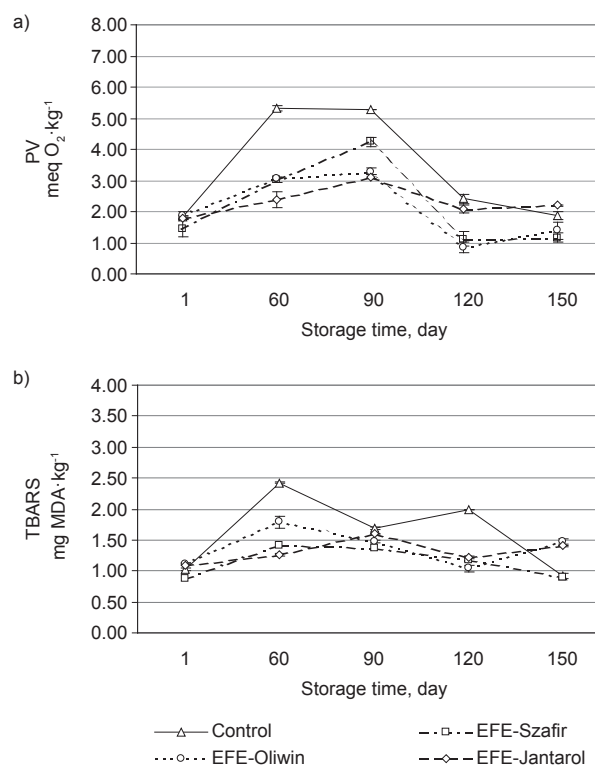 a)
8.00
7.00
6.00
5.00
4.00
3.00
2.00
1.00
0.00
PV
meq O₂·kg⁻¹
1 60 90 120 150
Storage time, day
b)
4.00
3.50
3.00
2.50
2.00
1.50
1.00
0.50
0.00
TBARS
mg MDA·kg⁻¹
1 60 90 120 150
Storage time, day
Control EFE-Szafir
EFE-Oliwin EFE-Jantarol